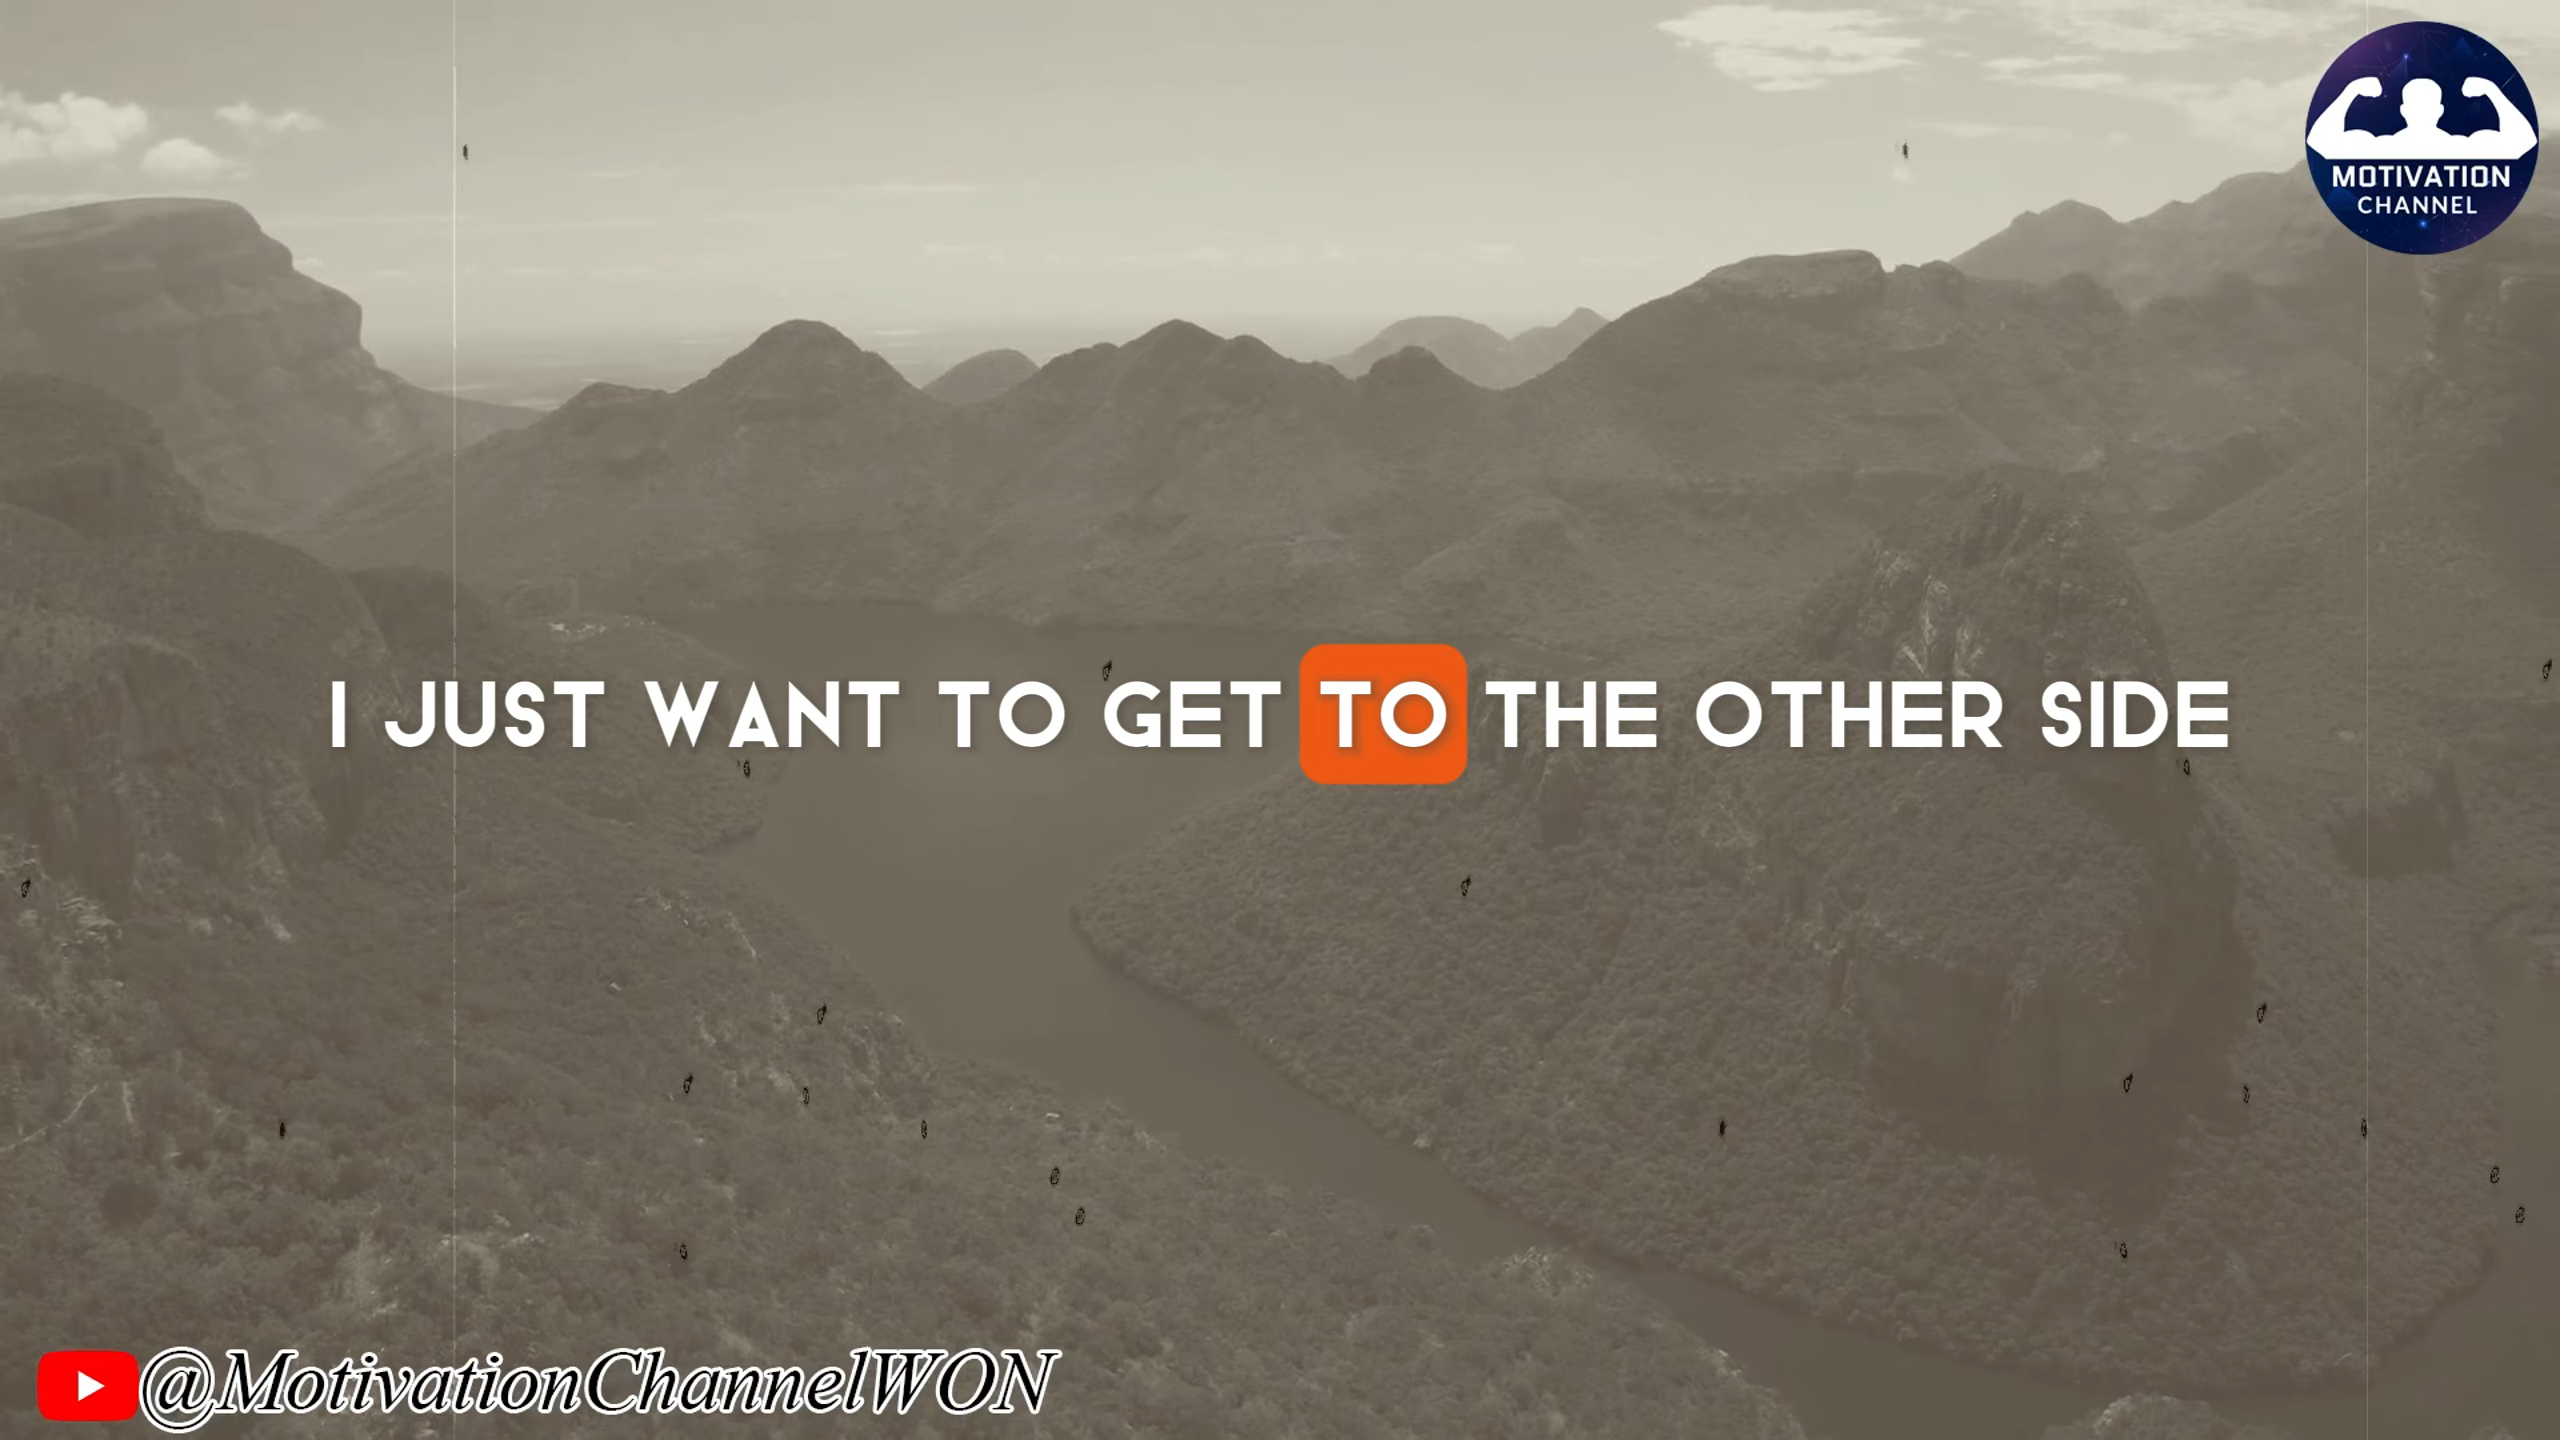 MOTIVATION
CHANNEL
I JUST WANT TO GET TO THE OTHER SIDE
@MotivationChannelWON